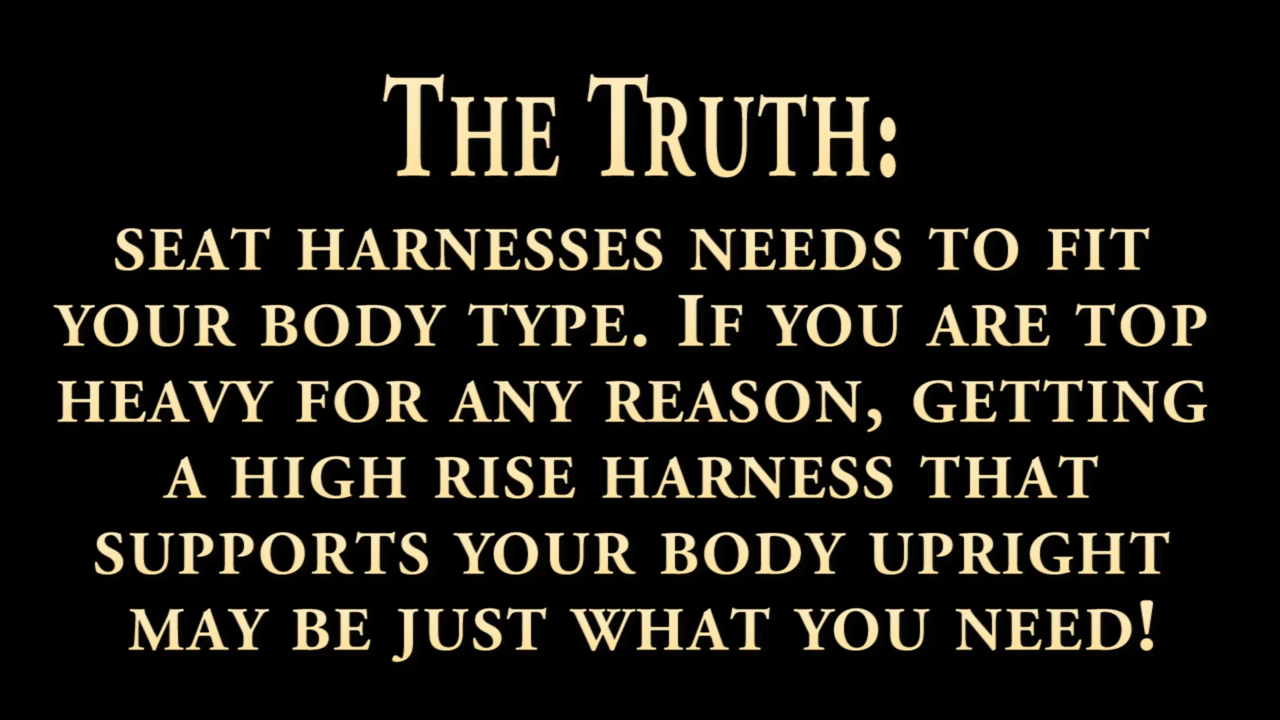 The Truth:
seat harnesses needs to fit
your body type. If you are top
heavy for any reason, getting
a high rise harness that
supports your body upright
may be just what you need!